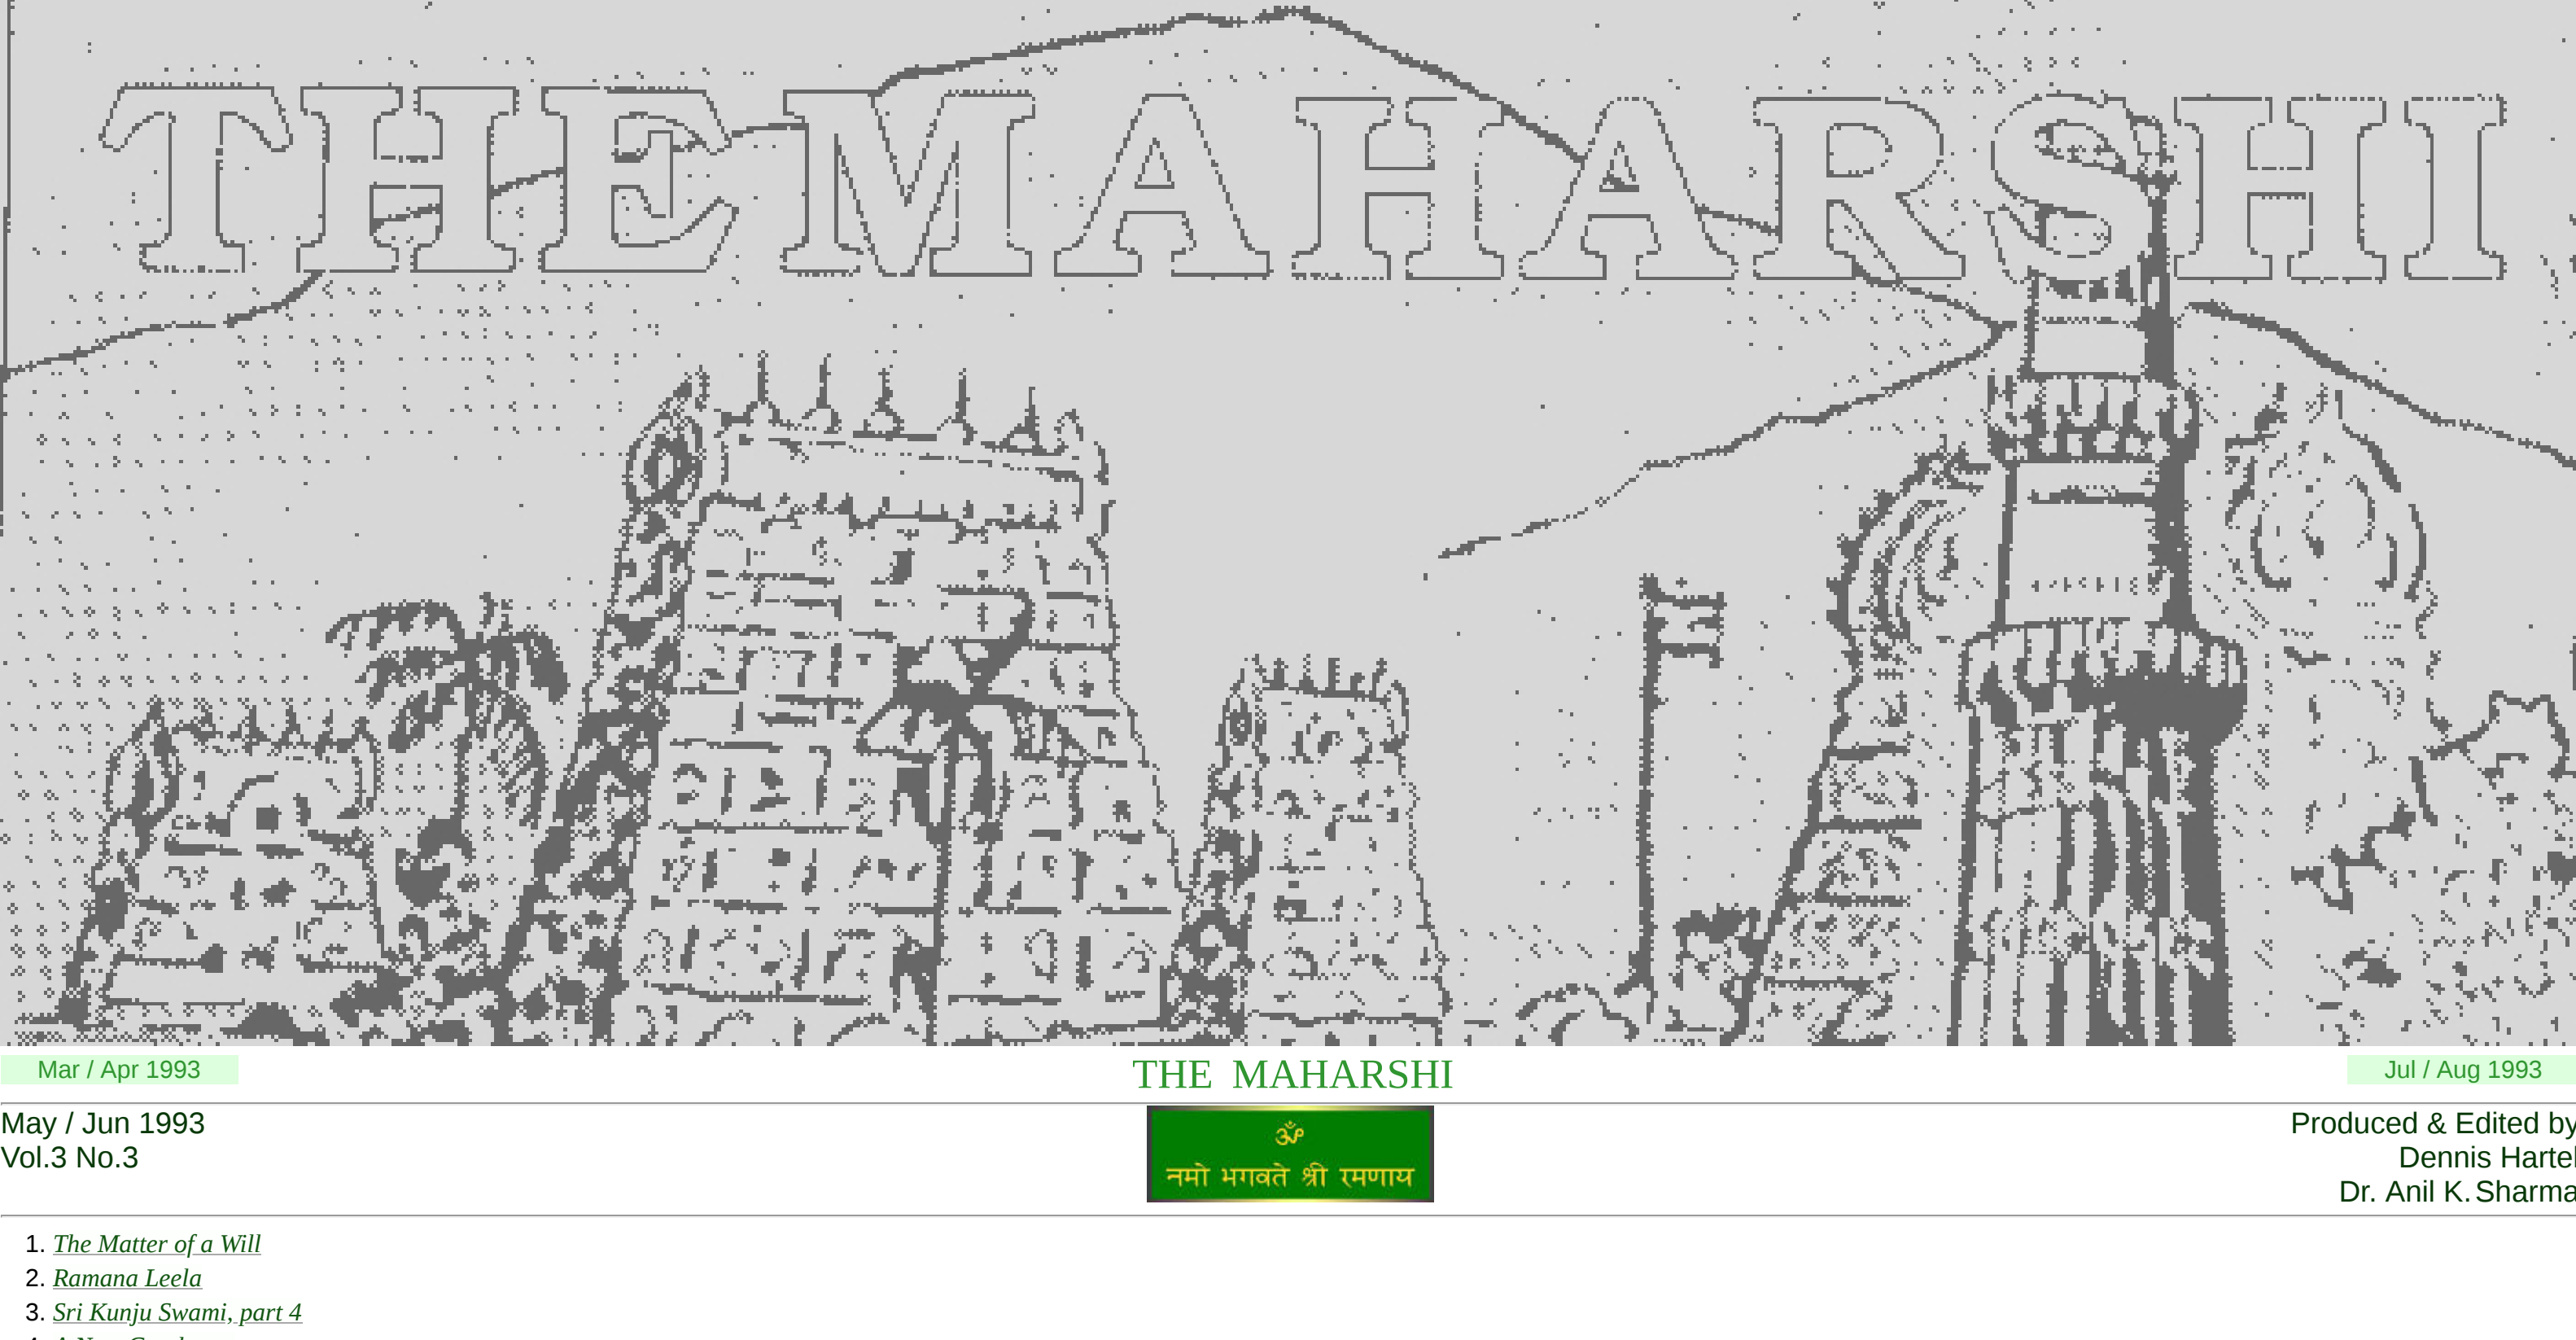 THE MAHARSHI
Mar / Apr 1993
THE MAHARSHI
Jul / Aug 1993
May / Jun 1993
Vol.3 No.3
ॐ
नमो भगवते श्री रमणाय
Produced & Edited by
Dennis Hartel
Dr. Anil K. Sharma
1. The Matter of a Will
2. Ramana Leela
3. Sri Kunju Swami, part 4